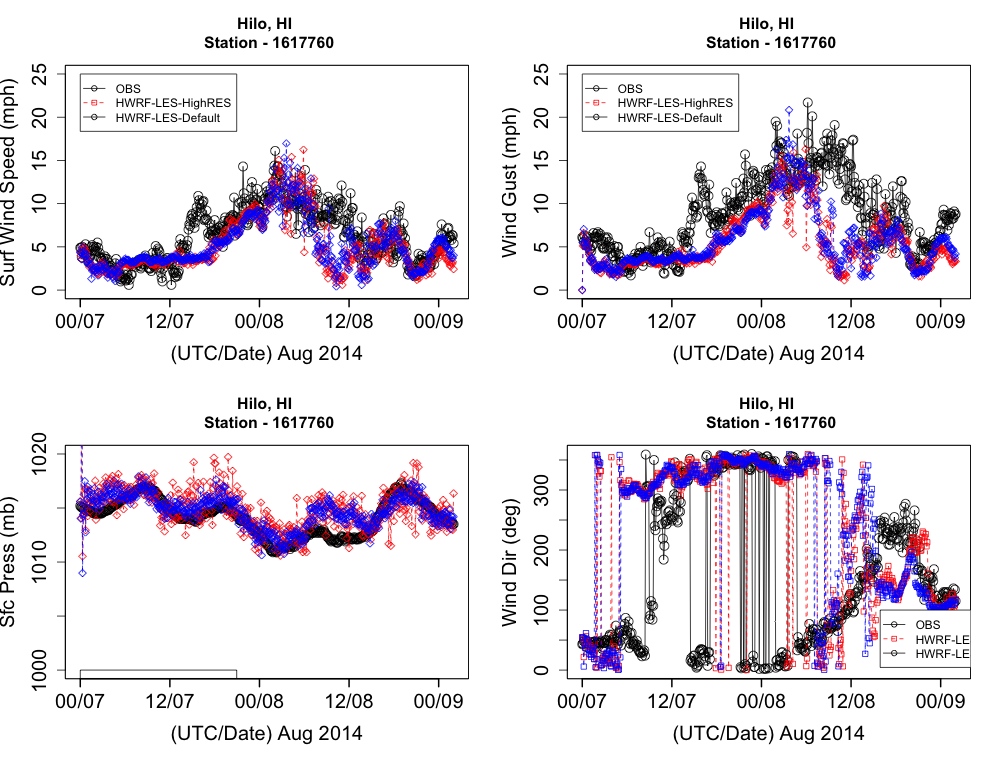 Hilo, HI
Station - 1617760
Surf Wind Speed (mph)
25
20
15
10
5
0
OBS
HWRF-LES-HighRES
HWRF-LES-Default
00/07 12/07 00/08 12/08 00/09
(UTC/Date) Aug 2014
Hilo, HI
Station - 1617760
Wind Gust (mph)
25
20
15
10
5
0
OBS
HWRF-LES-HighRES
HWRF-LES-Default
00/07 12/07 00/08 12/08 00/09
(UTC/Date) Aug 2014
Hilo, HI
Station - 1617760
Sfc Press (mb)
1020
1010
1000
00/07 12/07 00/08 12/08 00/09
(UTC/Date) Aug 2014
Hilo, HI
Station - 1617760
Wind Dir (deg)
300
200
100
0
OBS
HWRF-LE
HWRF-LE
00/07 12/07 00/08 12/08 00/09
(UTC/Date) Aug 2014